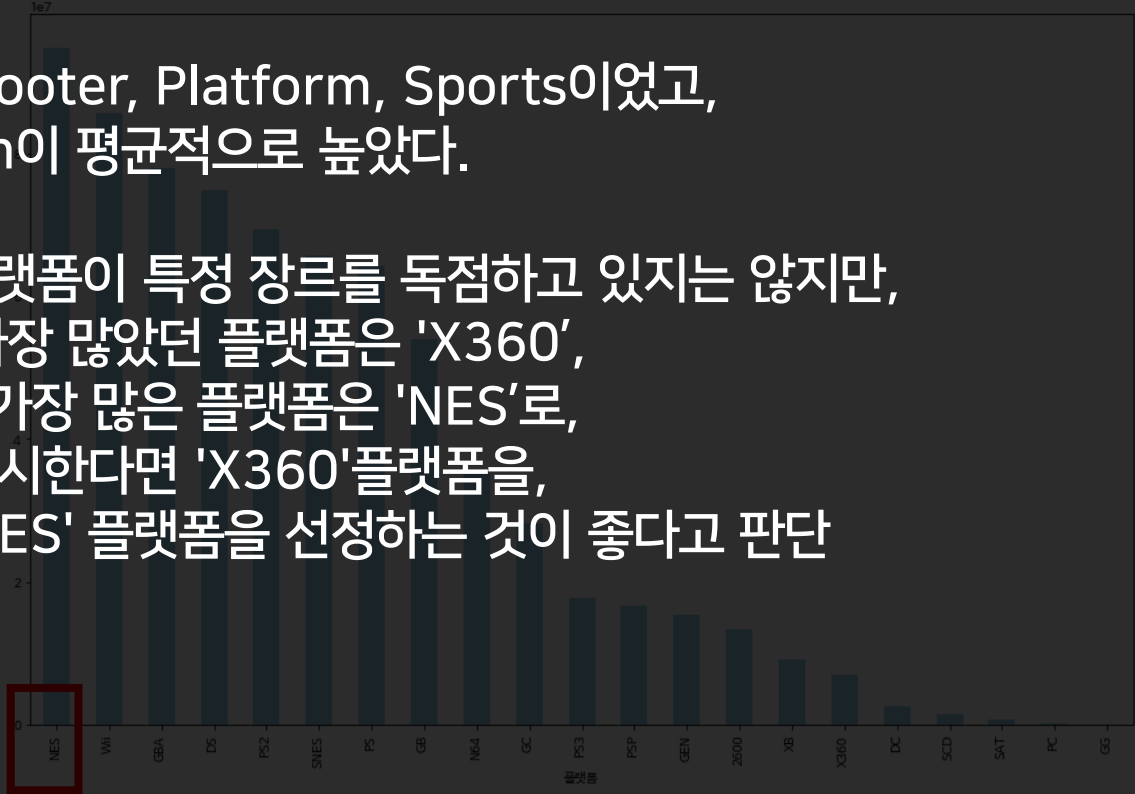 1e7
ooter, Platform, Sports이었고,
이 평균적으로 높았다.
랫폼이 특정 장르를 독점하고 있지는 않지만,
장 많았던 플랫폼은 'X360',
가장 많은 플랫폼은 'NES'로,
4
시한다면 'X360'플랫폼을,
ES' 플랫폼을 선정하는 것이 좋다고 판단
2
0
NES Wii GBA DS PS2 SNES PS GB N64 GC PS3 PSP GEN 2600 XB X360 DC SCD SAT PC GG
플랫폼